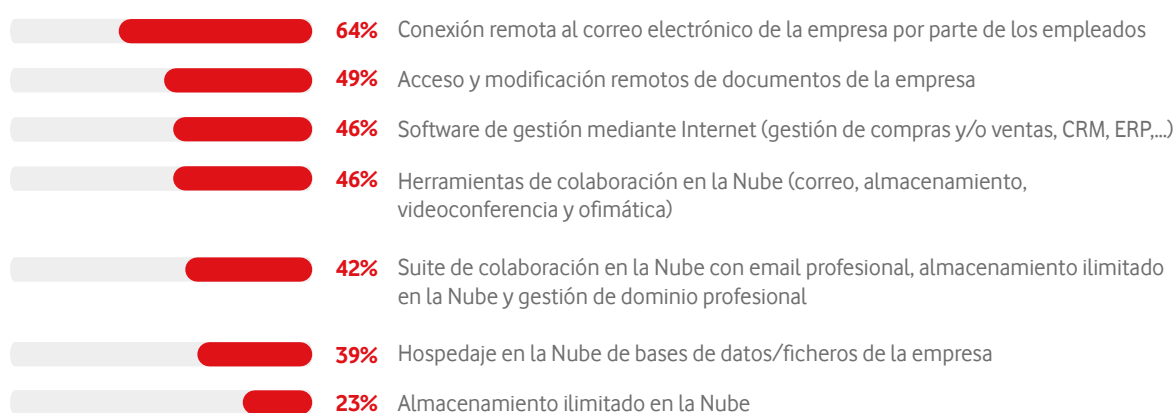 64% Conexión remota al correo electrónico de la empresa por parte de los empleados
49% Acceso y modificación remotos de documentos de la empresa
46% Software de gestión mediante Internet (gestión de compras y/o ventas, CRM, ERP,...)
46% Herramientas de colaboración en la Nube (correo, almacenamiento,
videoconferencia y ofimática)
42% Suite de colaboración en la Nube con email profesional, almacenamiento ilimitado
en la Nube y gestión de dominio profesional
39% Hospedaje en la Nube de bases de datos/ficheros de la empresa
23% Almacenamiento ilimitado en la Nube